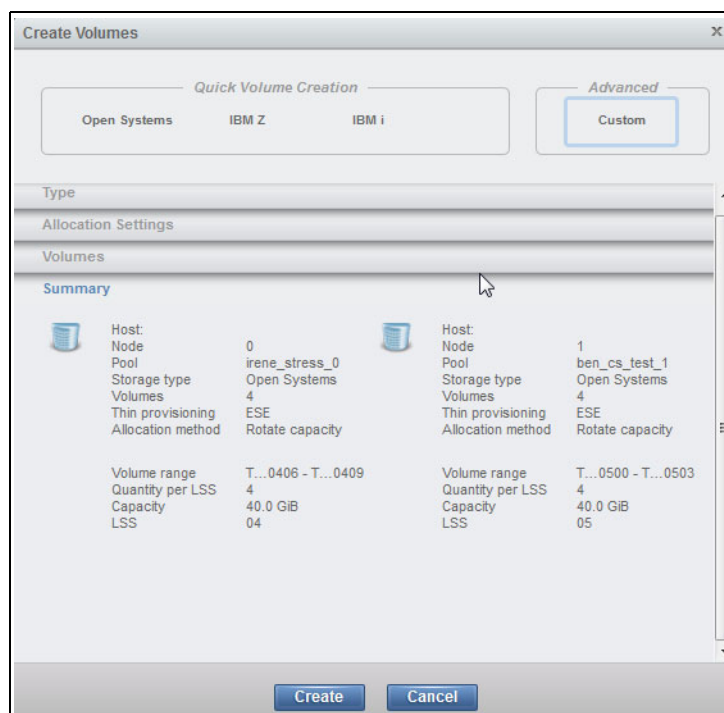 Create Volumes
x
Quick Volume Creation
Advanced
Open Systems IBM Z IBM i
Custom
Type
Allocation Settings
Volumes
Summary
Host:
Node 0
Pool irene_stress_0
Storage type Open Systems
Volumes 4
Thin provisioning ESE
Allocation method Rotate capacity
Volume range T...0406 - T...0409
Quantity per LSS 4
Capacity 40.0 GiB
LSS 04
Host:
Node 1
Pool ben_cs_test_1
Storage type Open Systems
Volumes 4
Thin provisioning ESE
Allocation method Rotate capacity
Volume range T...0500 - T...0503
Quantity per LSS 4
Capacity 40.0 GiB
LSS 05
Create
Cancel